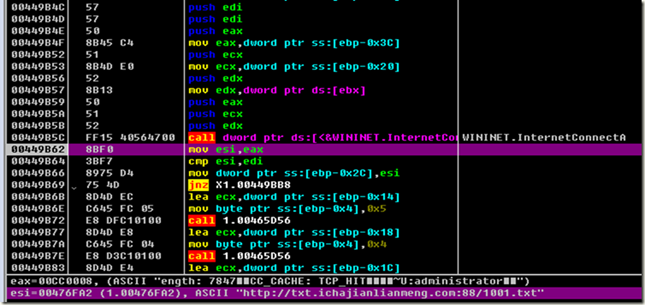 00449B4C 57 push edi
00449B4D 57 push edi
00449B4E 50 push eax
00449B4F 8B45 C4 mov eax,dword ptr ss:[ebp-0x3C]
00449B52 51 push ecx
00449B53 8B4D E0 mov ecx,dword ptr ss:[ebp-0x20]
00449B56 52 push edx
00449B57 8B13 mov edx,dword ptr ds:[ebx]
00449B59 50 push eax
00449B5A 51 push ecx
00449B5B 52 push edx
00449B5C FF15 40564700 call dword ptr ds:[<&WININET.InternetCon WININET.InternetConnectA
00449B62 8BF0 mov esi,eax
00449B64 3BF7 cmp esi,edi
00449B66 8975 D4 mov dword ptr ss:[ebp-0x2C],esi
00449B69 75 4D jnz X1.00449BB8
00449B6B 8D4D EC lea ecx,dword ptr ss:[ebp-0x14]
00449B6E C645 FC 05 mov byte ptr ss:[ebp-0x4],0x5
00449B72 E8 DFC10100 call 1.00465D56
00449B77 8D4D E8 lea ecx,dword ptr ss:[ebp-0x18]
00449B7A C645 FC 04 mov byte ptr ss:[ebp-0x4],0x4
00449B7E E8 D3C10100 call 1.00465D56
00449B83 8D4D E4 lea ecx,dword ptr ss:[ebp-0x1C]
eax=00CC0008, (ASCII "ength: 7847 CC_CACHE: TCP_HIT ~U:administrator ")
esi=00476FA2 (1.00476FA2), ASCII "http://txt.ichajianlianmeng.com:88/1001.txt"